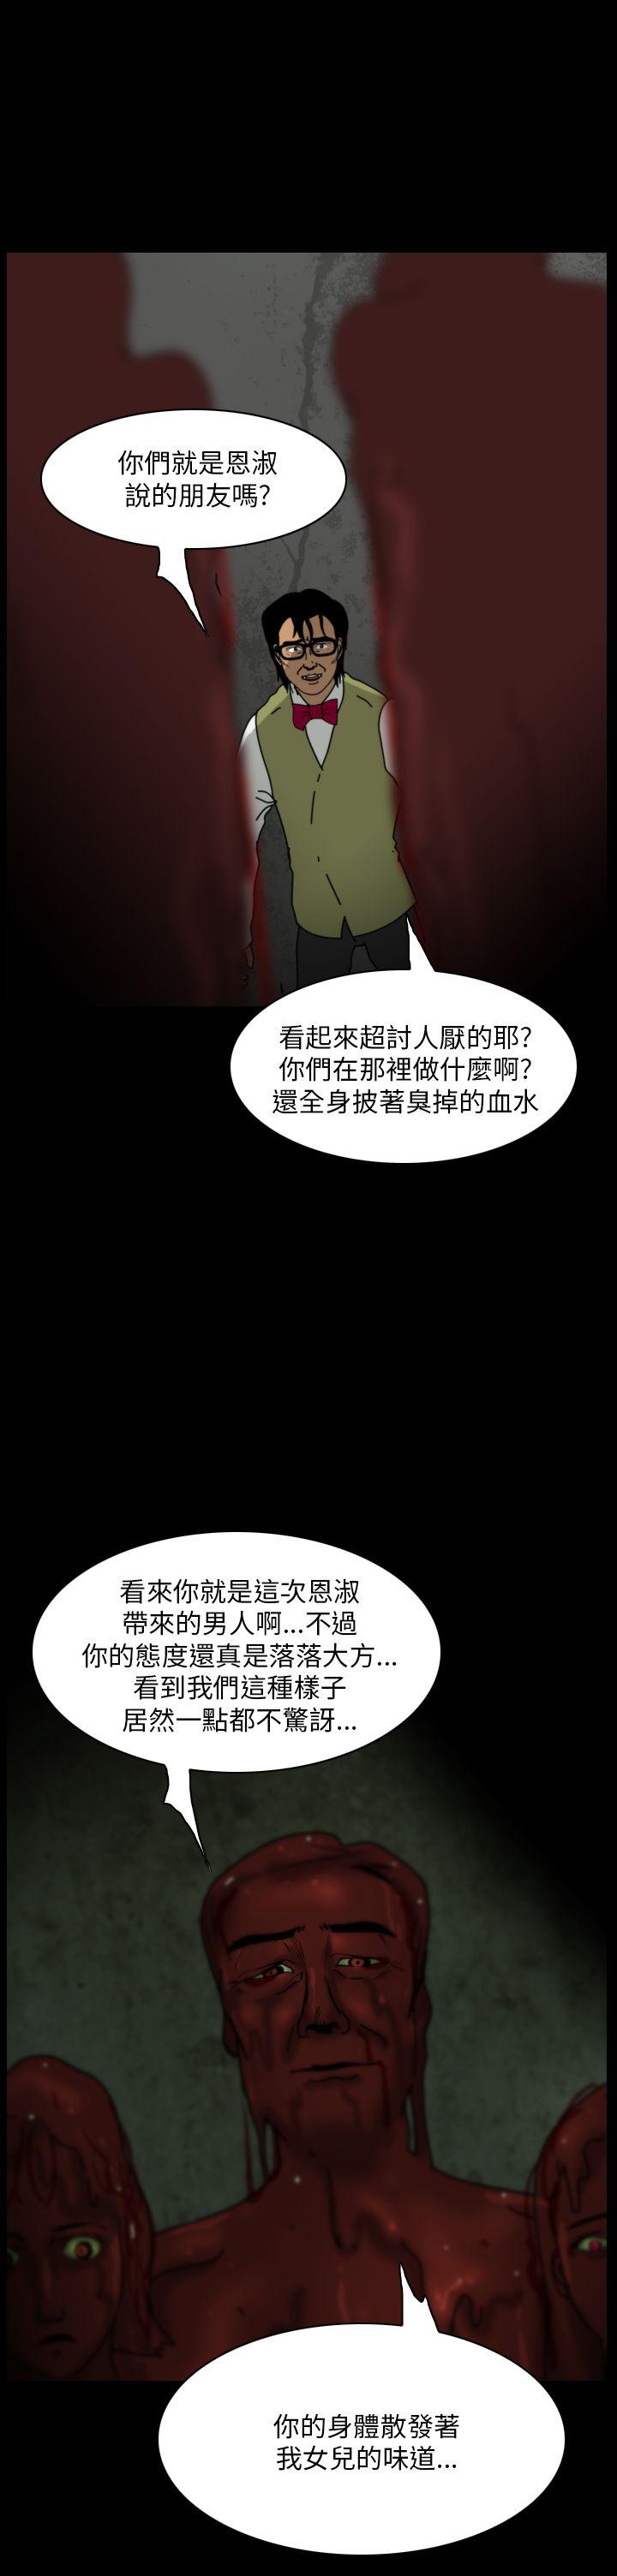 你們就是恩淑
說的朋友嗎?
看起來超討人厭的耶?
你們在那裡做什麼啊?
還全身披著臭掉的血水
看來你就是這次恩淑
帶來的男人啊...不過
你的態度還真是落落大方...
看到我們這種樣子
居然一點都不驚訝...
你的身體散發著
我女兒的味道...